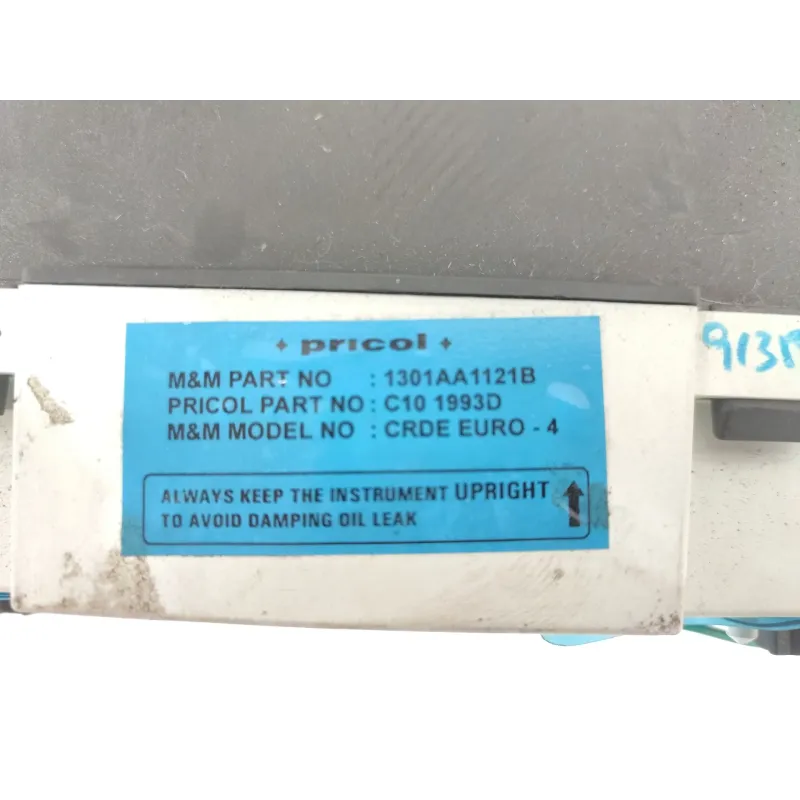 pricol
M&M PART NO : 1301AA1121B
PRICOL PART NO : C10 1993D
M&M MODEL NO : CRDE EURO - 4
ALWAYS KEEP THE INSTRUMENT UPRIGHT
TO AVOID DAMPING OIL LEAK